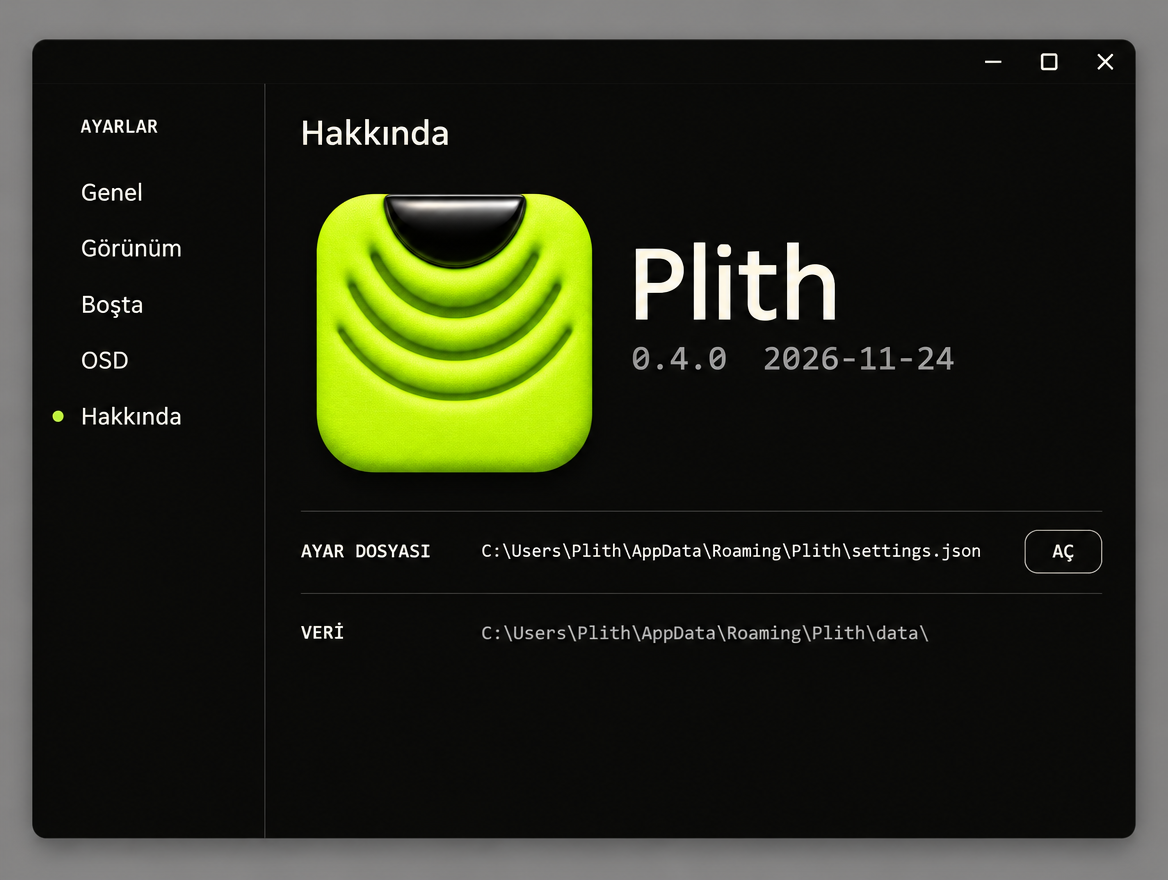 AYARLAR
Genel
Görünüm
Boşta
OSD
Hakkında
Hakkında
Plith
0.4.0 2026-11-24
AYAR DOSYASI C:\Users\Plith\AppData\Roaming\Plith\settings.json AÇ
VERİ C:\Users\Plith\AppData\Roaming\Plith\data\